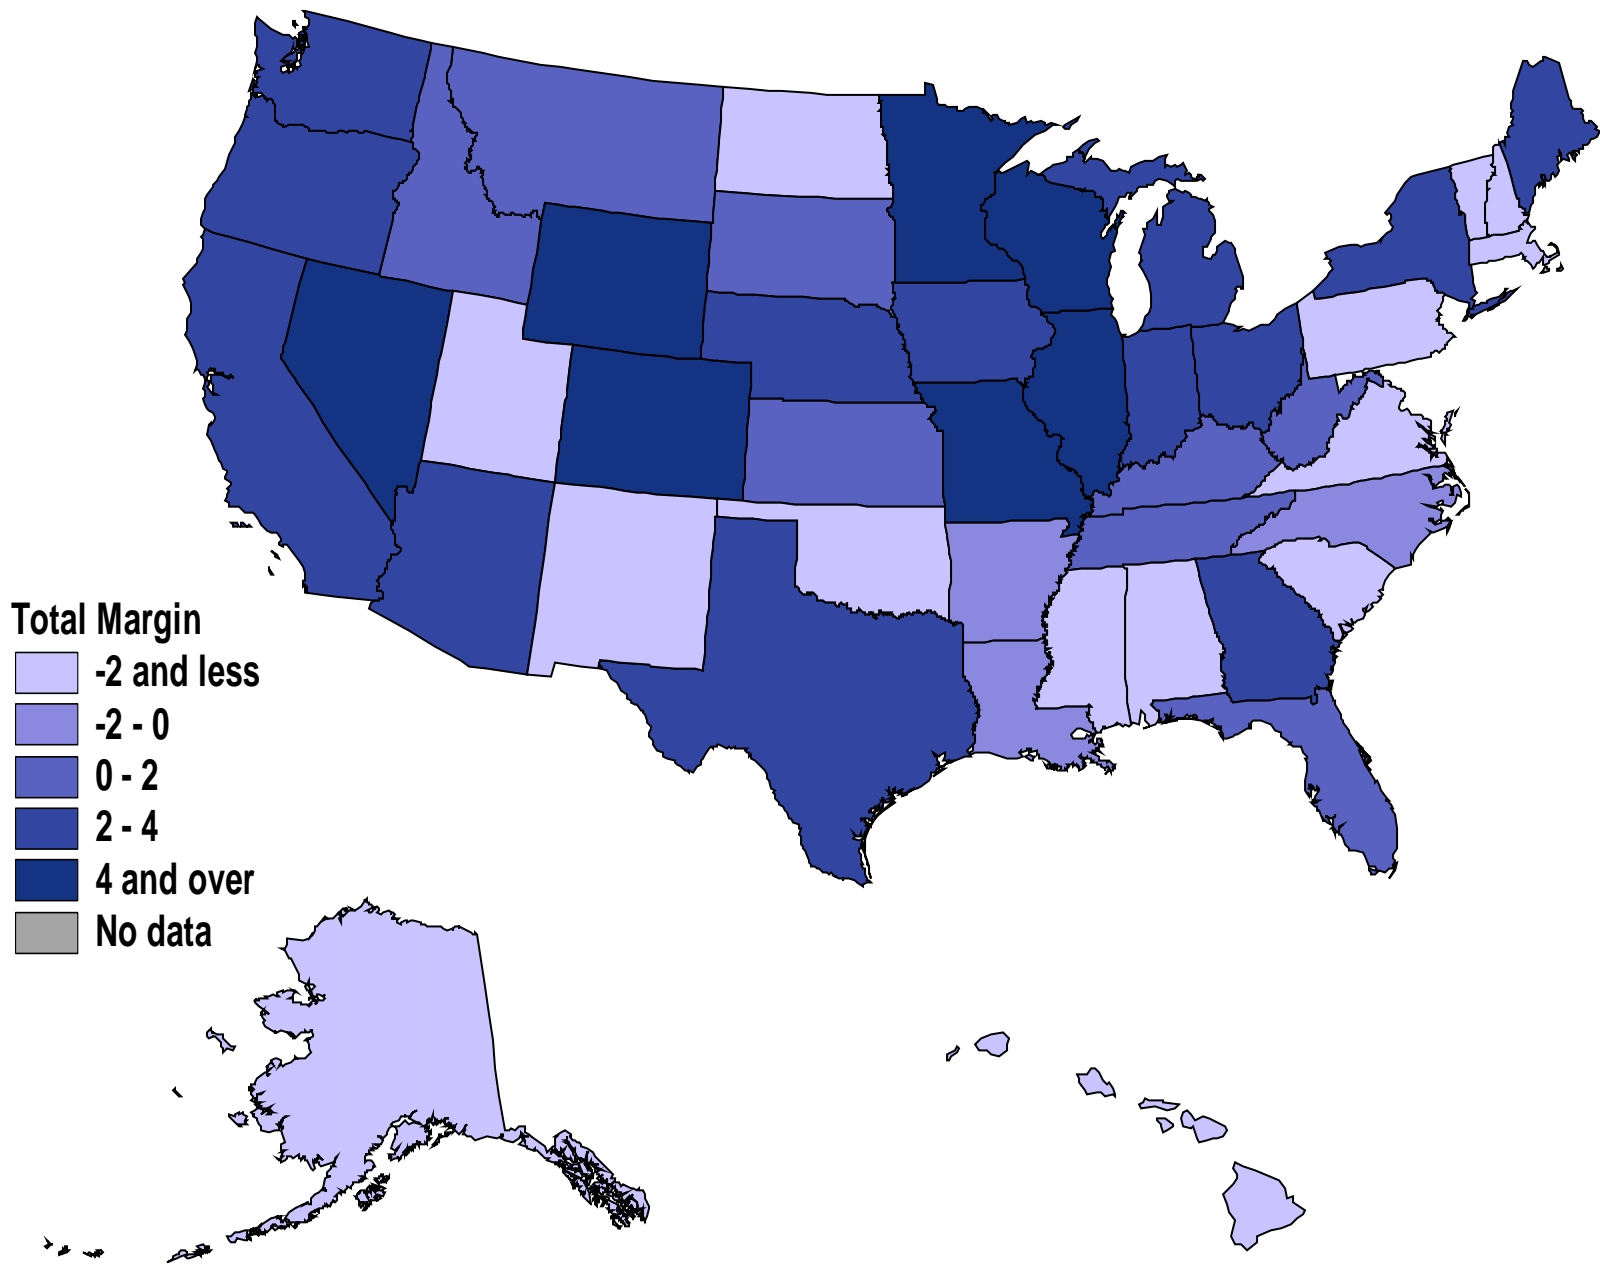 Total Margin
-2 and less
-2 - 0
0 - 2
2 - 4
4 and over
No data